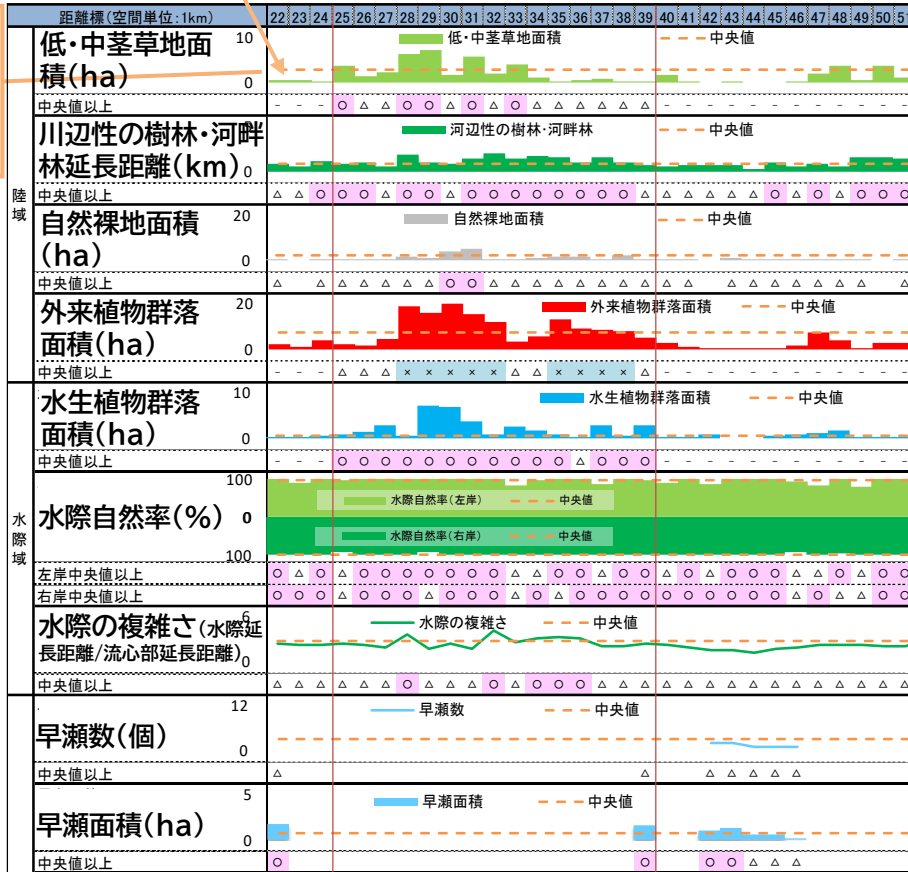 距離標(空間単位:1km) 22 23 24 25 26 27 28 29 30 31 32 33 34 35 36 37 38 39 40 41 42 43 44 45 46 47 48 49 50 51
陸域
低・中茎草地面積(ha)
10
0
低・中茎草地面積 中央値
中央値以上 - - - ○ △ △ ○ ○ △ ○ △ ○ △ △ △ △ △ △ - - - - - - - - - - - -
川辺性の樹林・河畔林延長距離(km)
0
河辺性の樹林・河畔林 中央値
中央値以上 △ △ ○ ○ ○ △ ○ ○ △ ○ ○ ○ ○ ○ ○ ○ ○ △ △ △ △ △ △ ○ △ ○ △ ○ ○ ○
自然裸地面積(ha)
20
0
自然裸地面積 中央値
中央値以上 △ △ △ △ △ △ △ ○ ○ △ △ △ △ △ △ △ △ △ △ △ △ △ △ △ △ △ △
外来植物群落面積(ha)
20
0
外来植物群落面積 中央値
中央値以上 - - - △ △ △ × × × × × △ △ × × × × △ - - - - - - - - - - - -
水際域
水生植物群落面積(ha)
10
0
水生植物群落面積 中央値
中央値以上 - - - ○ ○ ○ ○ ○ ○ ○ ○ ○ ○ ○ △ ○ ○ ○ - - - - - - - - - - - -
水際自然率(%)
100
0
100
水際自然率(左岸) 中央値
水際自然率(右岸) 中央値
左岸中央値以上 ○ △ ○ △ ○ ○ ○ ○ ○ ○ ○ △ △ ○ ○ △ ○ ○ △ ○ △ ○ ○ ○ △ △ ○ △ ○ ○
右岸中央値以上 ○ ○ ○ △ ○ ○ ○ △ ○ ○ ○ △ ○ △ ○ ○ ○ ○ ○ ○ ○ ○ ○ ○ △ ○ △ △ ○ ○
水際の複雑さ(水際延長距離/流心部延長距離)
6
0
水際の複雑さ 中央値
中央値以上 △ △ △ △ △ △ ○ △ △ △ ○ △ ○ ○ ○ △ △ △ △ △ △ △ △ △ △ △ △ △ △ △
早瀬数(個)
12
0
早瀬数 中央値
中央値以上 △ △ △ △ △ △ △
早瀬面積(ha)
5
0
早瀬面積 中央値
中央値以上 ○ ○ ○ ○ △ △ △